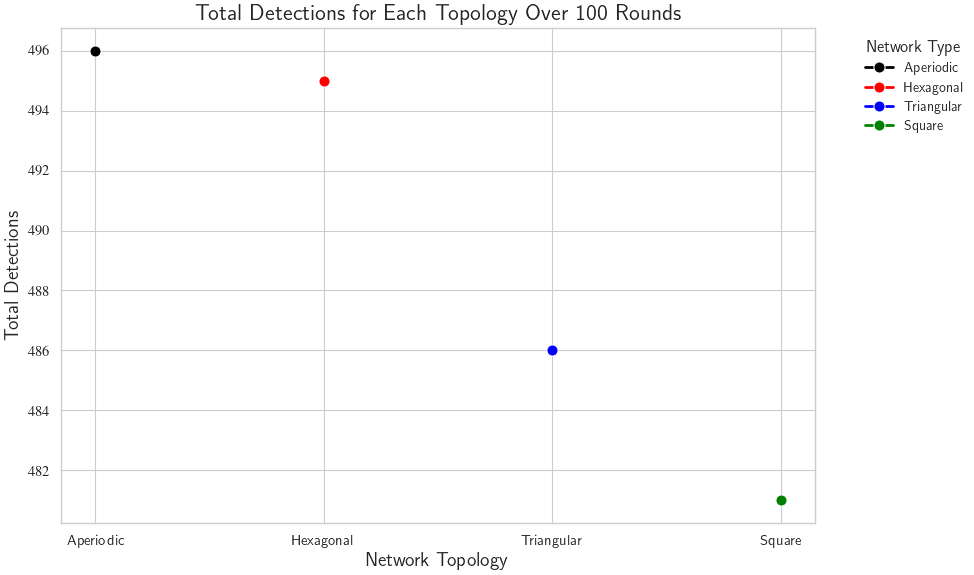 Total Detections for Each Topology Over 100 Rounds
Total Detections
496
494
492
490
488
486
484
482
Aperiodic
Hexagonal
Triangular
Square
Network Topology
Network Type
Aperiodic
Hexagonal
Triangular
Square